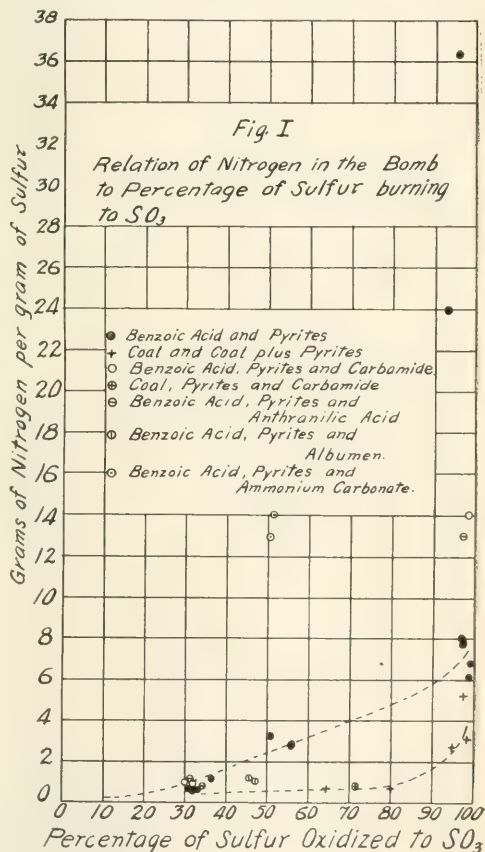 38
36
34
32
30
28
26
24
22
20
18
16
14
12
10
8
6
4
2
0
Grams of Nitrogen per gram of Sulfur
Fig. I
Relation of Nitrogen in the Bomb
to Percentage of Sulfur burning
to SO₃
Benzoic Acid and Pyrites
Coal and Coal plus Pyrites
Benzoic Acid, Pyrites and Carbamide
Coal, Pyrites and Carbamide
Benzoic Acid, Pyrites and
Anthranilic Acid
Benzoic Acid, Pyrites and
Albumen.
Benzoic Acid, Pyrites and
Ammonium Carbonate.
0 10 20 30 40 50 60 70 80 90 100
Percentage of Sulfur Oxidized to SO₃